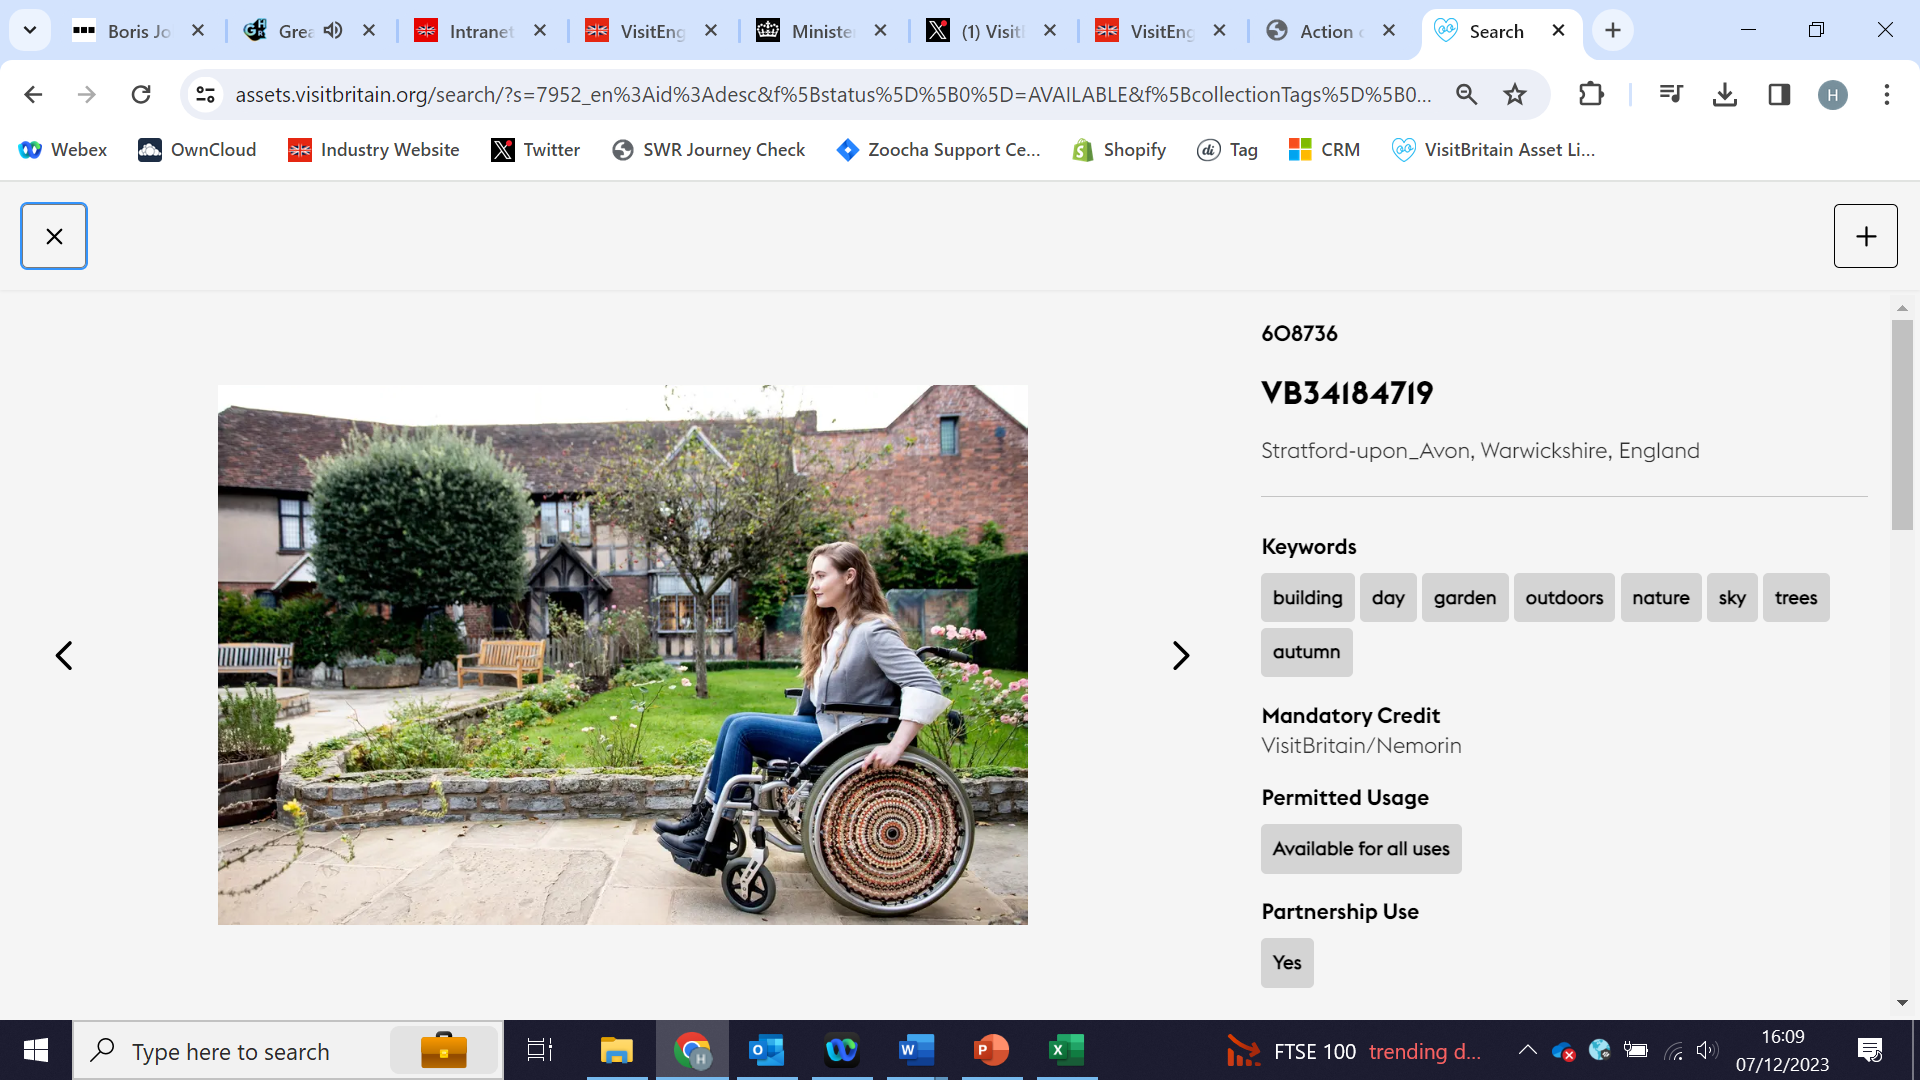 Boris Jo
Grea
Intranet
VisitEng
Ministe
(1) Visit
VisitEng
Action
Search
assets.visitbritain.org/search/?s=7952_en%3Aid%3Adesc&f%5Bstatus%5D%5B0%5D=AVAILABLE&f%5BcollectionTags%5D%5B0...
H
Webex
OwnCloud
Industry Website
Twitter
SWR Journey Check
Zoocha Support Ce...
Shopify
di
Tag
CRM
VisitBritain Asset Li...
608736
VB34184719
Stratford-upon_Avon, Warwickshire, England
Keywords
building day garden outdoors nature sky trees
autumn
Mandatory Credit
VisitBritain/Nemorin
Permitted Usage
Available for all uses
Partnership Use
Yes
Type here to search
H
O
W
P
X
FTSE 100 trending d...
16:09
07/12/2023